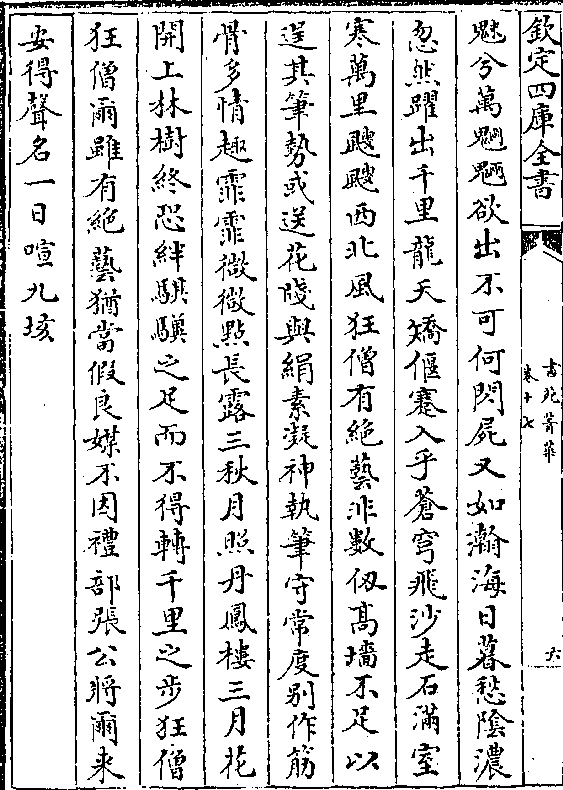 欽定四庫全書
書苑菁華
卷十七
六
魅兮萬魍魎欲出不可何閃屍又如瀚海日暮愁陰濃
忽然躍出千里龍夭矯偃蹇入乎蒼穹飛沙走石滿室
寒萬里颼颼西北風狂僧有絶藝非數仭髙墻不足以
逞其筆勢或逢花牋與絹素凝神執筆守常度别作筋
骨多情趣霏霏微微㸃長露三秋月照丹鳳樓三月花
開上林樹終恐絆騏驥之足而不得轉千里之步狂僧
狂僧爾雖有絶藝猶當假良媒不因禮部張公將爾来
安得聲名一日喧九垓